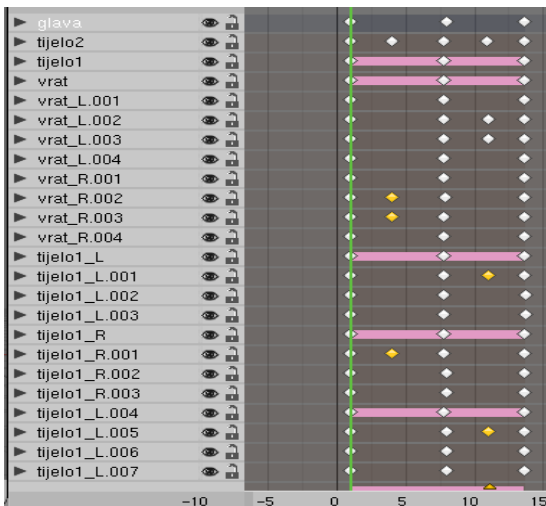 glava
tijelo2
tijelo1
vrat
vrat_L.001
vrat_L.002
vrat_L.003
vrat_L.004
vrat_R.001
vrat_R.002
vrat_R.003
vrat_R.004
tijelo1_L
tijelo1_L.001
tijelo1_L.002
tijelo1_L.003
tijelo1_R
tijelo1_R.001
tijelo1_R.002
tijelo1_R.003
tijelo1_L.004
tijelo1_L.005
tijelo1_L.006
tijelo1_L.007
-10 -5 0 5 10 15